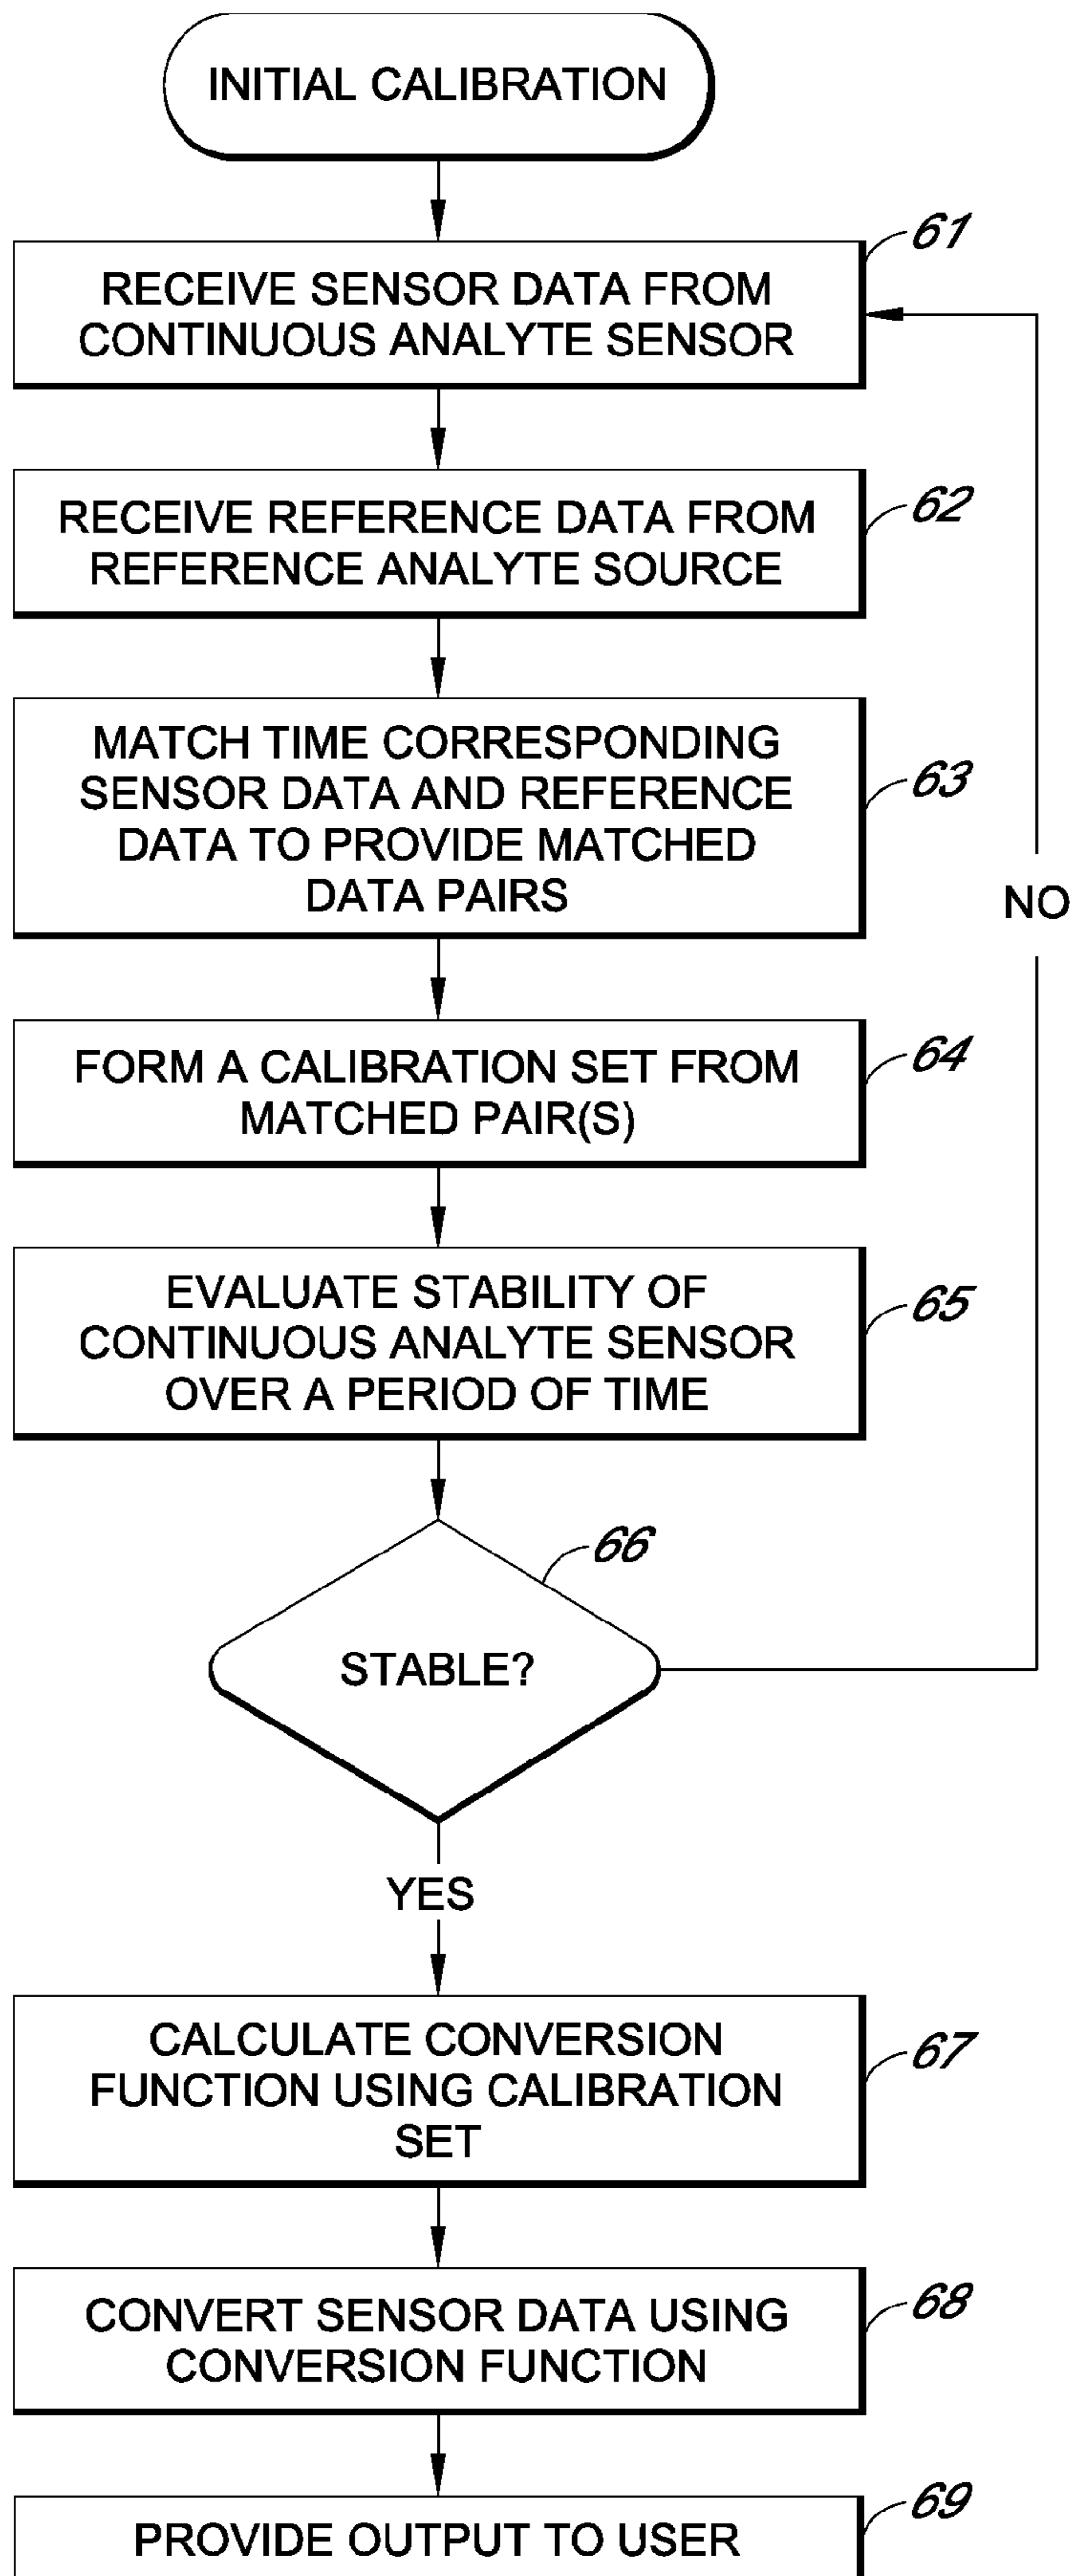 INITIAL CALIBRATION
61
RECEIVE SENSOR DATA FROM
CONTINUOUS ANALYTE SENSOR
62
RECEIVE REFERENCE DATA FROM
REFERENCE ANALYTE SOURCE
63
MATCH TIME CORRESPONDING
SENSOR DATA AND REFERENCE
DATA TO PROVIDE MATCHED
DATA PAIRS
NO
64
FORM A CALIBRATION SET FROM
MATCHED PAIR(S)
65
EVALUATE STABILITY OF
CONTINUOUS ANALYTE SENSOR
OVER A PERIOD OF TIME
66
STABLE?
YES
67
CALCULATE CONVERSION
FUNCTION USING CALIBRATION
SET
68
CONVERT SENSOR DATA USING
CONVERSION FUNCTION
69
PROVIDE OUTPUT TO USER